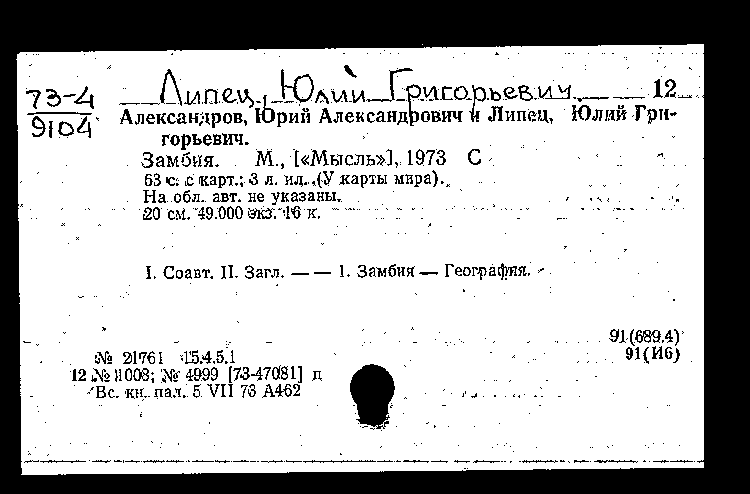 73-4
9104
Липец, Юлий Григорьевич 12
Александров, Юрий Александрович и Липец, Юлий Гри-
горьевич.
Замбия. М., [«Мысль»], 1973 С
63 с. с карт.; 3 л. ил. (У карты мира).
На обл. авт. не указаны.
20 см. 49.000 экз. 16 к.
I. Соавт. II. Загл. — — 1. Замбия — География.
91(689.4)
№ 21761 15.4.5.1 91(И6)
12 № 11008; № 4999 [73-47081] п
Вс. кн. пал. 5 VII 73 А462